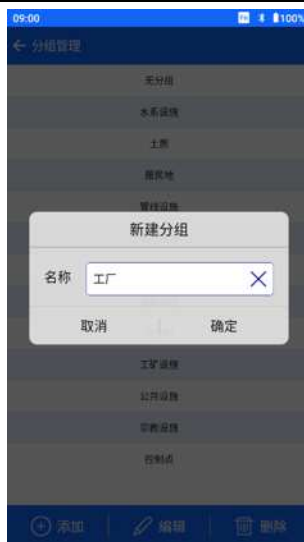 09:00
100%
分组管理
无分组
水系设施
土质
居民地
管线设施
新建分组
名称 工厂
取消 确定
工矿设施
公共设施
宗教设施
控制点
添加 编辑 删除